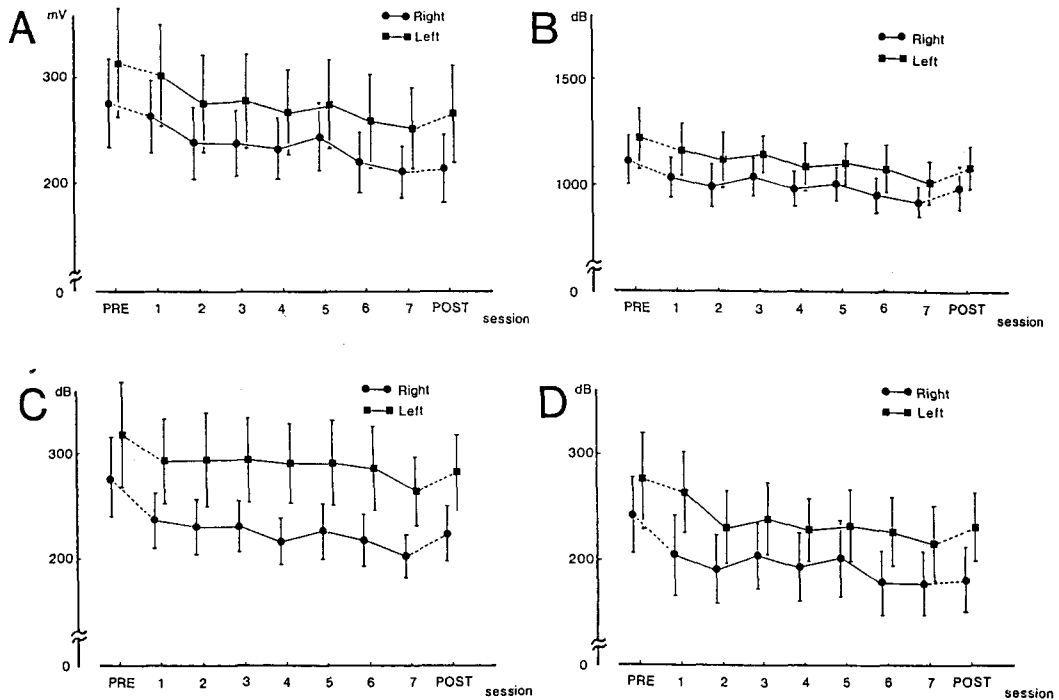 A
mV
Right
Left
300
200
0
PRE 1 2 3 4 5 6 7 POST
session
B
dB
Right
Left
1500
1000
0
PRE 1 2 3 4 5 6 7 POST
session
C
dB
Right
Left
300
200
0
PRE 1 2 3 4 5 6 7 POST
session
D
dB
Right
Left
300
200
0
PRE 1 2 3 4 5 6 7 POST
session